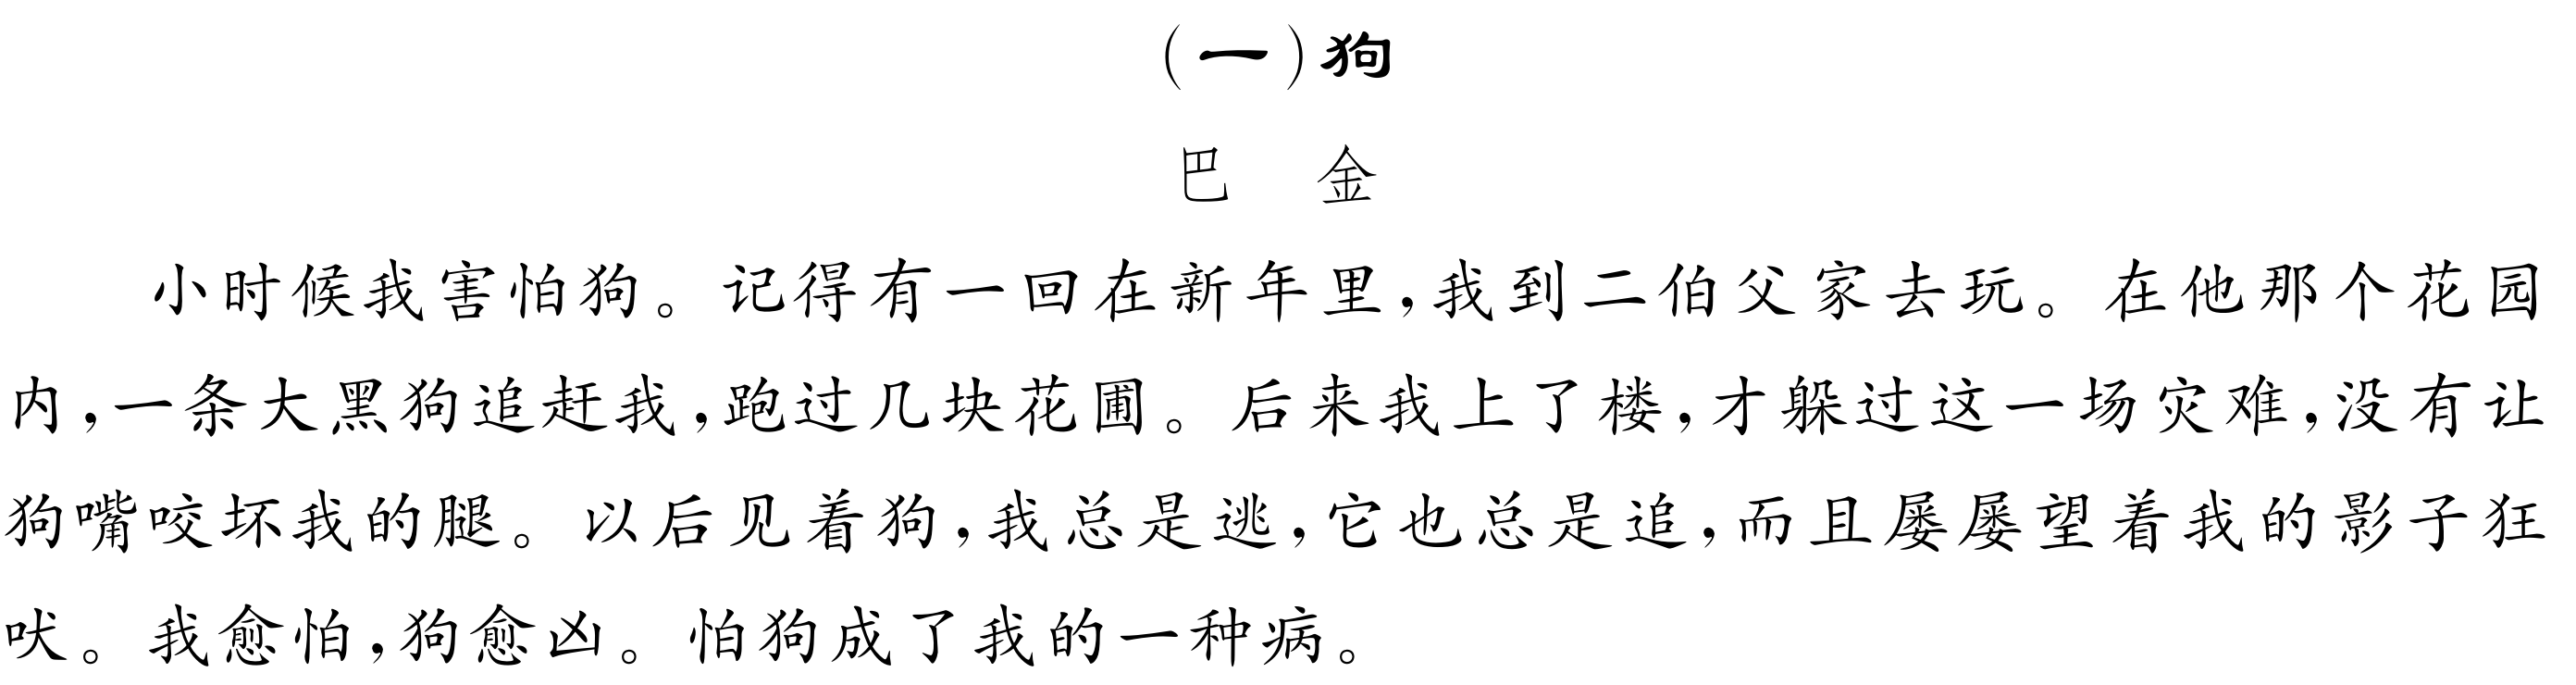 （一）狗
巴　金
小时候我害怕狗。记得有一回在新年里，我到二伯父家去玩。在他那个花园
内，一条大黑狗追赶我，跑过几块花圃。后来我上了楼，才躲过这一场灾难，没有让
狗嘴咬坏我的腿。以后见着狗，我总是逃，它也总是追，而且屡屡望着我的影子狂
吠。我愈怕，狗愈凶。怕狗成了我的一种病。